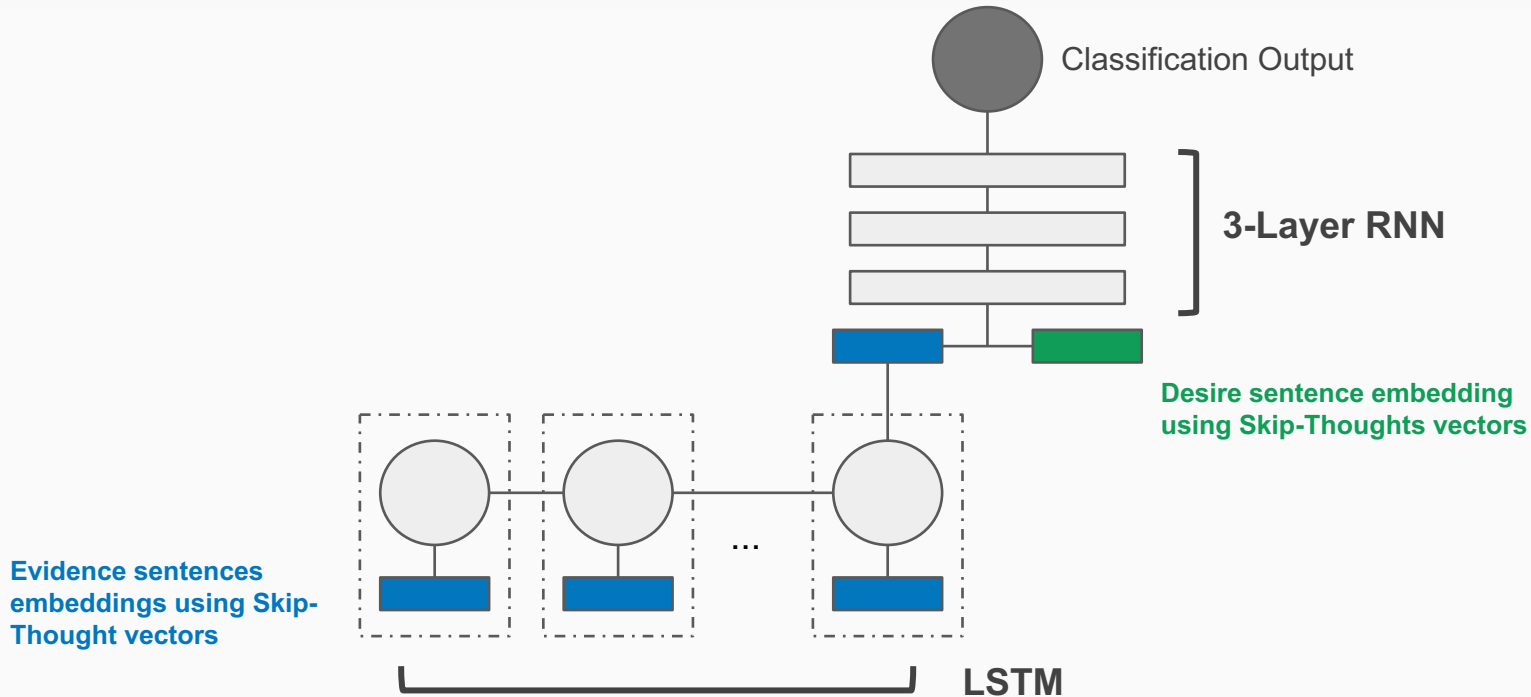 Classification Output
3-Layer RNN
Desire sentence embedding
using Skip-Thoughts vectors
...
Evidence sentences
embeddings using Skip-
Thought vectors
LSTM